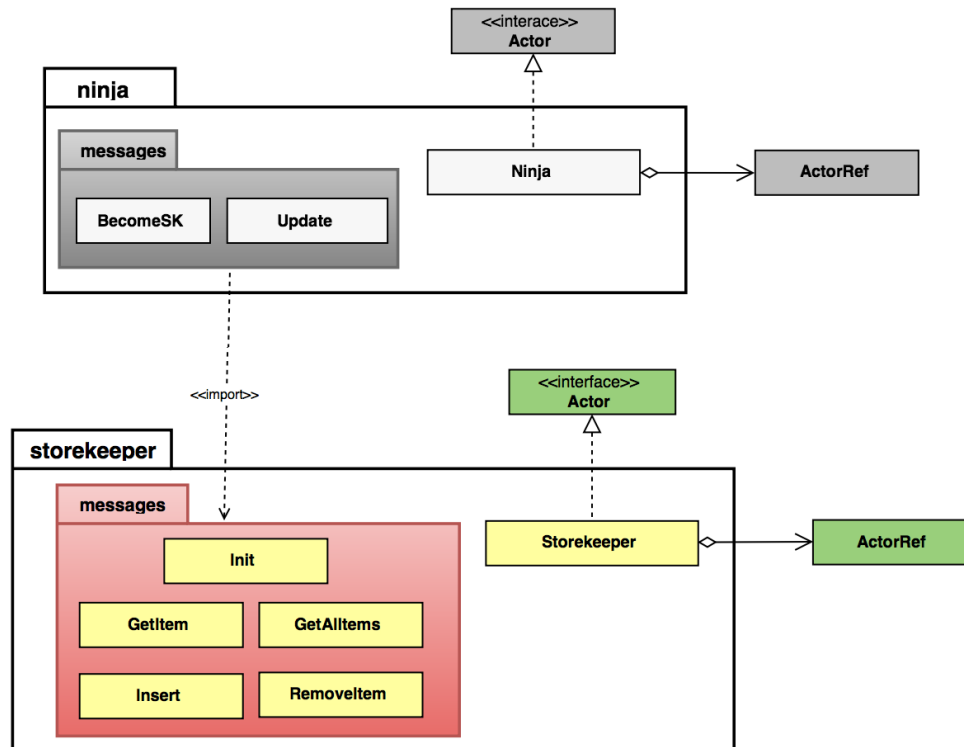 <<interace>>
Actor
ninja
messages
Ninja
ActorRef
BecomeSK
Update
<<import>>
<<interface>>
Actor
storekeeper
messages
Storekeeper
ActorRef
Init
GetItem
GetAllItems
Insert
RemoveItem